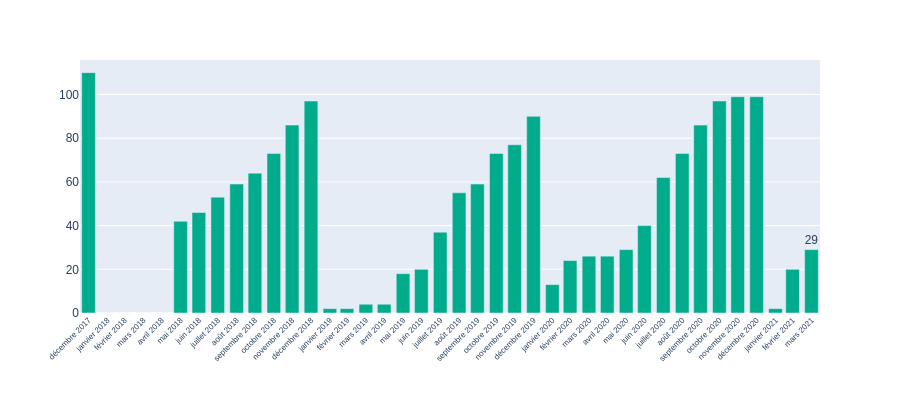 100
80
60
40
20
0
29
décembre 2017
janvier 2018
février 2018
mars 2018
avril 2018
mai 2018
juin 2018
juillet 2018
août 2018
septembre 2018
octobre 2018
novembre 2018
décembre 2018
janvier 2019
février 2019
mars 2019
avril 2019
mai 2019
juin 2019
juillet 2019
août 2019
septembre 2019
octobre 2019
novembre 2019
décembre 2019
janvier 2020
février 2020
mars 2020
avril 2020
mai 2020
juin 2020
juillet 2020
août 2020
septembre 2020
octobre 2020
novembre 2020
décembre 2020
janvier 2021
février 2021
mars 2021